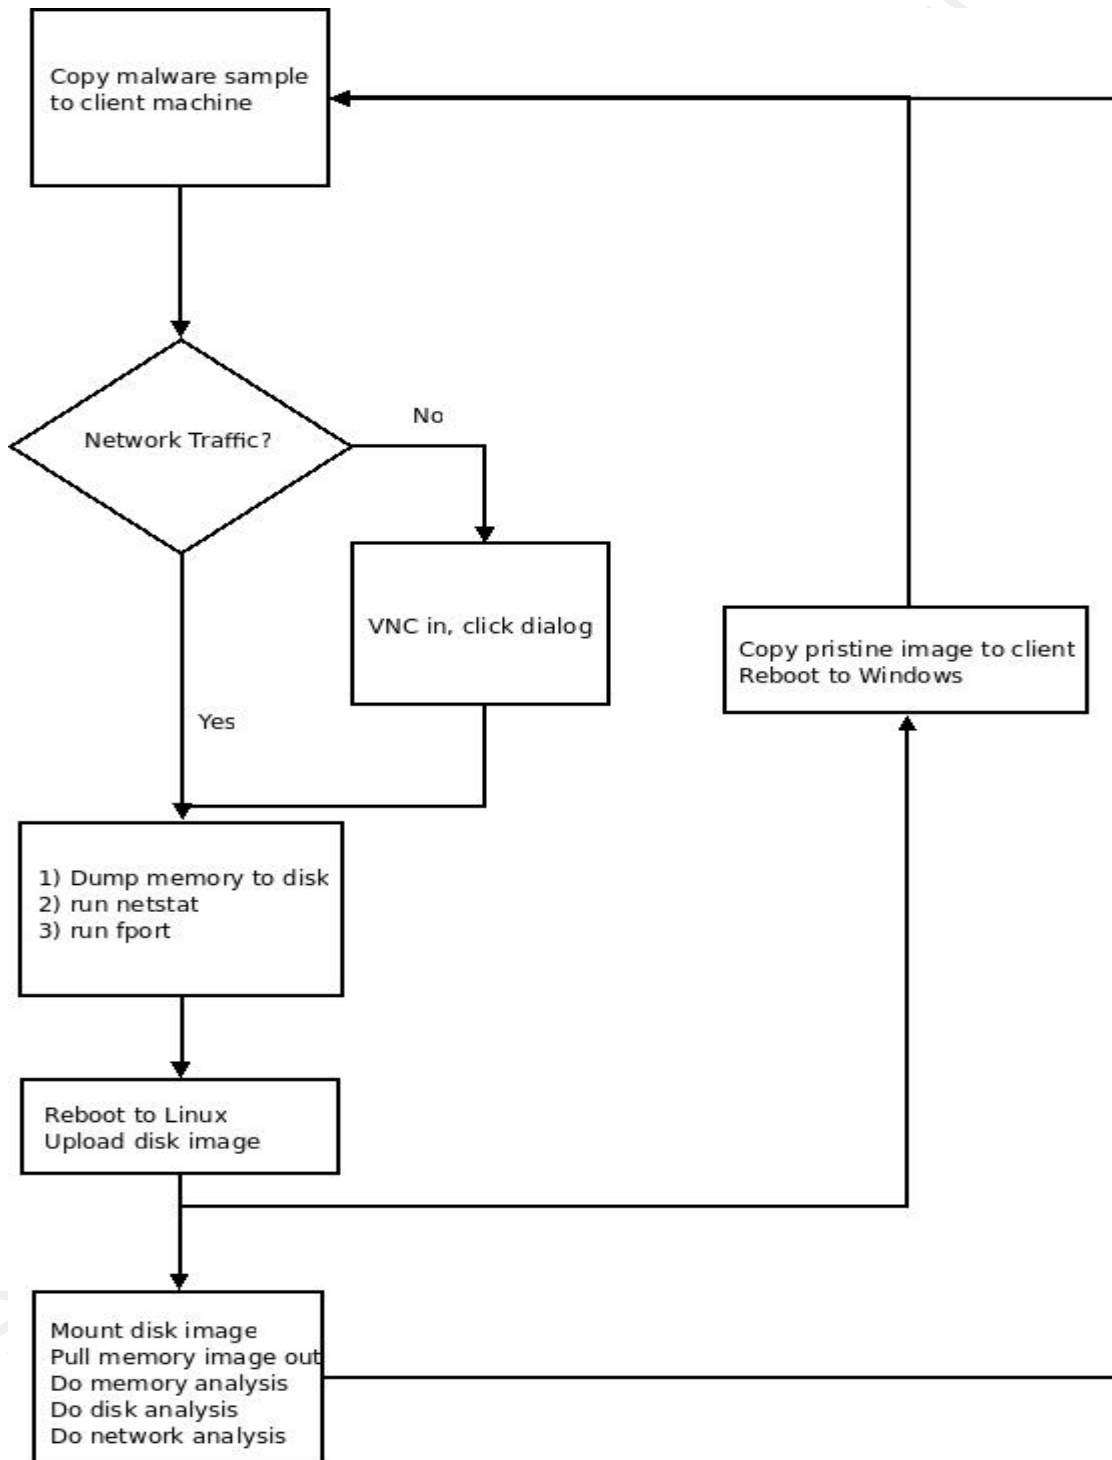 Copy malware sample
to client machine
Network Traffic?
No
VNC in, click dialog
Copy pristine image to client
Reboot to Windows
Yes
1) Dump memory to disk
2) run netstat
3) run fport
Reboot to Linux
Upload disk image
Mount disk image
Pull memory image out
Do memory analysis
Do disk analysis
Do network analysis